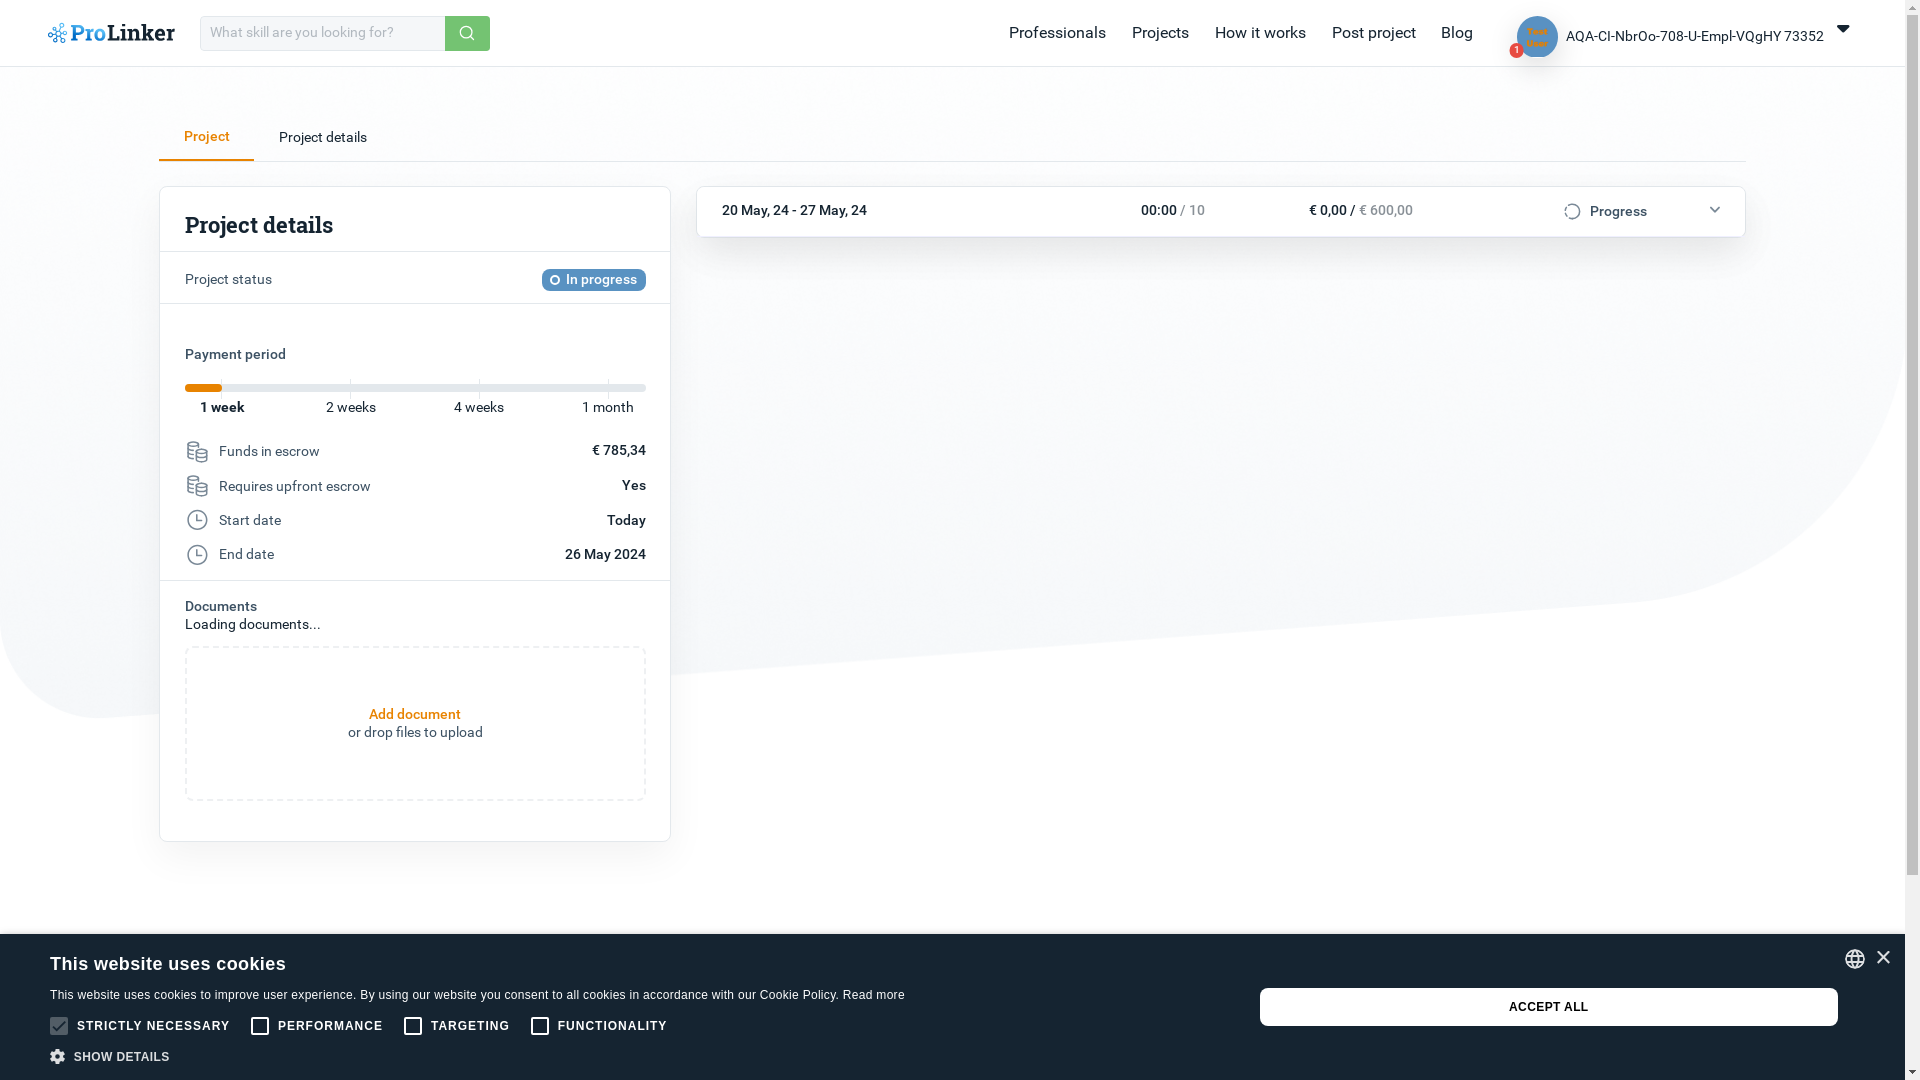 ProLinker
What skill are you looking for?
Professionals
Projects
How it works
Post project
Blog
Test
User
1
AQA-CI-NbrOo-708-U-Empl-VQgHY 73352
Project
Project details
Project details
Project status
In progress
Payment period
1 week
2 weeks
4 weeks
1 month
Funds in escrow
€ 785,34
Requires upfront escrow
Yes
Start date
Today
End date
26 May 2024
Documents
Loading documents...
Add document
or drop files to upload
20 May, 24 - 27 May, 24
00:00 / 10
€ 0,00 / € 600,00
Progress
This website uses cookies
This website uses cookies to improve user experience. By using our website you consent to all cookies in accordance with our Cookie Policy. Read more
STRICTLY NECESSARY
PERFORMANCE
TARGETING
FUNCTIONALITY
SHOW DETAILS
ACCEPT ALL